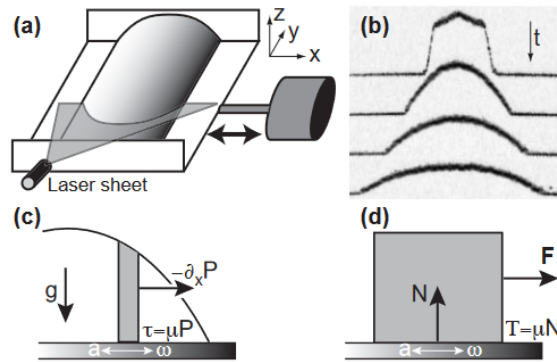 (a)
z
y
x
Laser sheet
(b)
t
(c)
g
-∂ₓP
τ=μP
a ω
(d)
F
N
T=μN
a ω